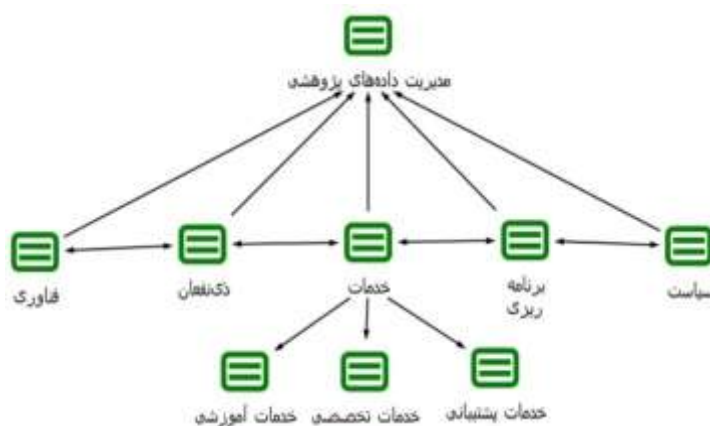 مدیریت داده‌های پژوهشی
سیاست
برنامه
ریزی
خدمات
ذی‌نفعان
فناوری
خدمات پشتیبانی
خدمات تخصصی
خدمات آموزشی